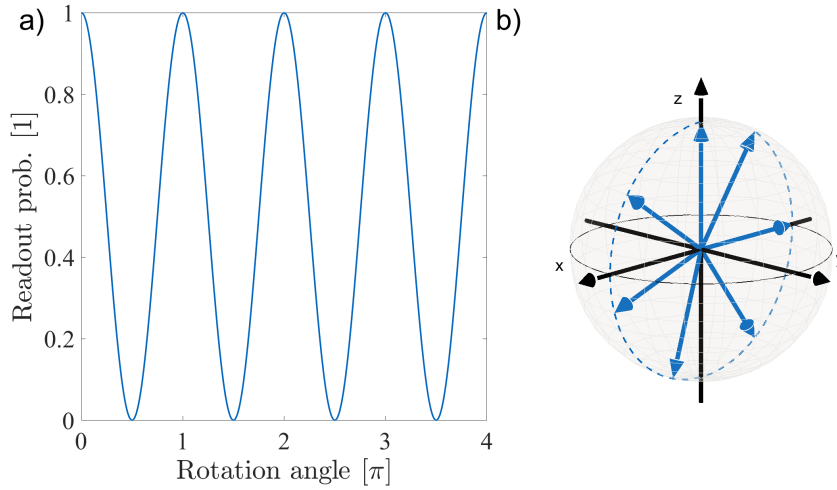 a)
b)
1
0.8
0.6
0.4
0.2
0
Readout prob. [1]
0 1 2 3 4
Rotation angle [π]
z
x